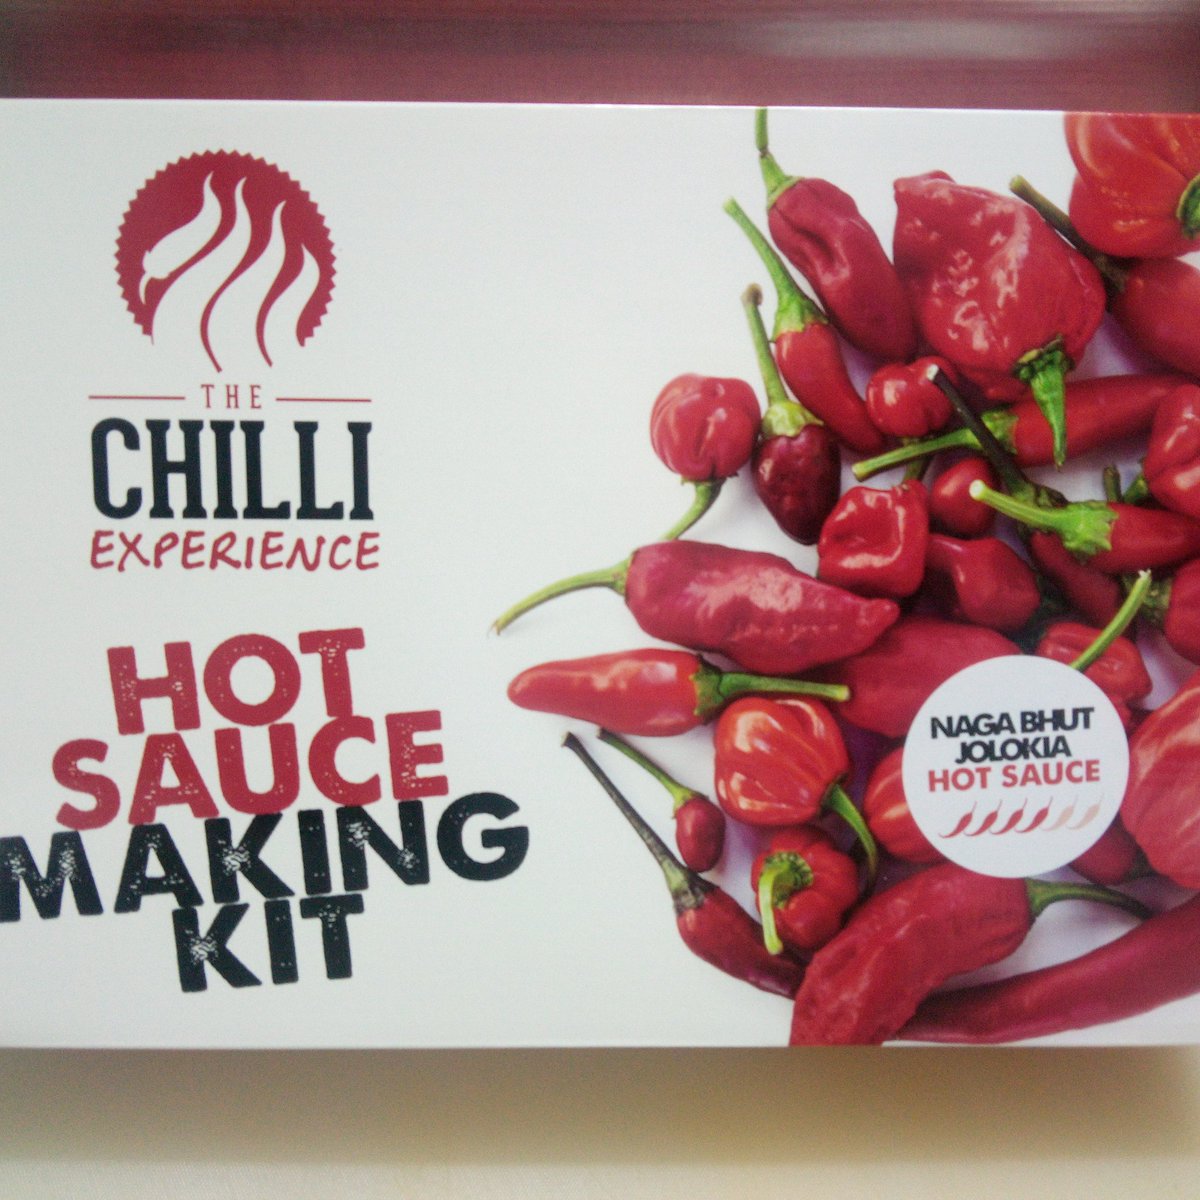 THE
CHILLI
EXPERIENCE
HOT
SAUCE
MAKING
KIT
NAGA BHUT
JOLOKIA
HOT SAUCE